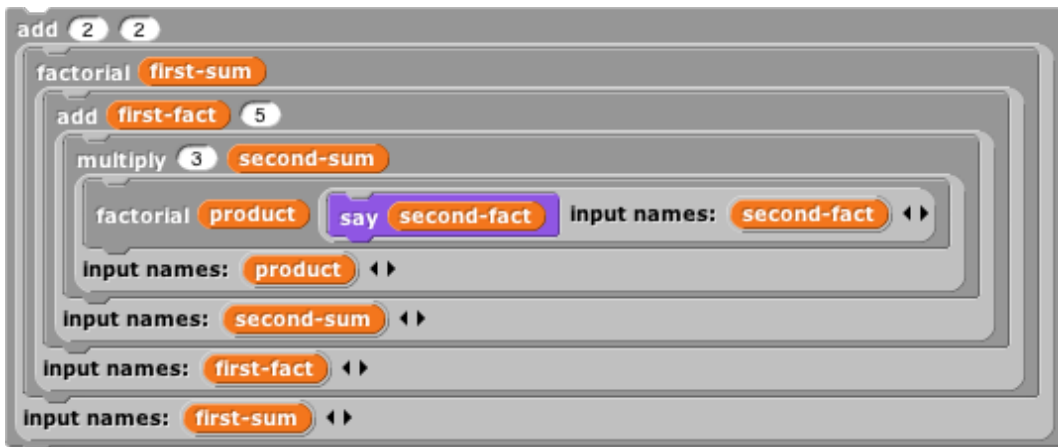 add 2 2
factorial first-sum
add first-fact 5
multiply 3 second-sum
factorial product say second-fact input names: second-fact
input names: product
input names: second-sum
input names: first-fact
input names: first-sum